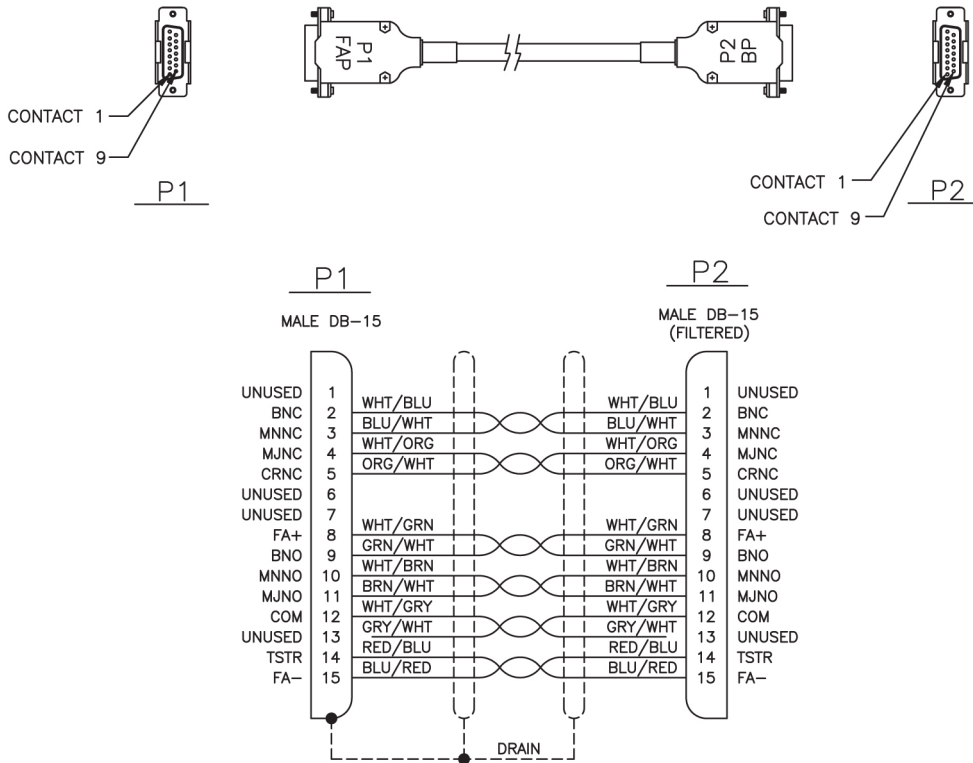 P1
FAP
P2
BP
CONTACT 1
CONTACT 9
P1
CONTACT 1
CONTACT 9
P2
P1
MALE DB-15
P2
MALE DB-15
(FILTERED)
UNUSED 1 1 UNUSED
BNC 2 WHT/BLU WHT/BLU 2 BNC
MNNC 3 BLU/WHT BLU/WHT 3 MNNC
MJNC 4 WHT/ORG WHT/ORG 4 MJNC
CRNC 5 ORG/WHT ORG/WHT 5 CRNC
UNUSED 6 6 UNUSED
UNUSED 7 7 UNUSED
FA+ 8 WHT/GRN WHT/GRN 8 FA+
BNO 9 GRN/WHT GRN/WHT 9 BNO
MNNO 10 WHT/BRN WHT/BRN 10 MNNO
MJNO 11 BRN/WHT BRN/WHT 11 MJNO
COM 12 WHT/GRY WHT/GRY 12 COM
UNUSED 13 GRY/WHT GRY/WHT 13 UNUSED
TSTR 14 RED/BLU RED/BLU 14 TSTR
FA- 15 BLU/RED BLU/RED 15 FA-
DRAIN